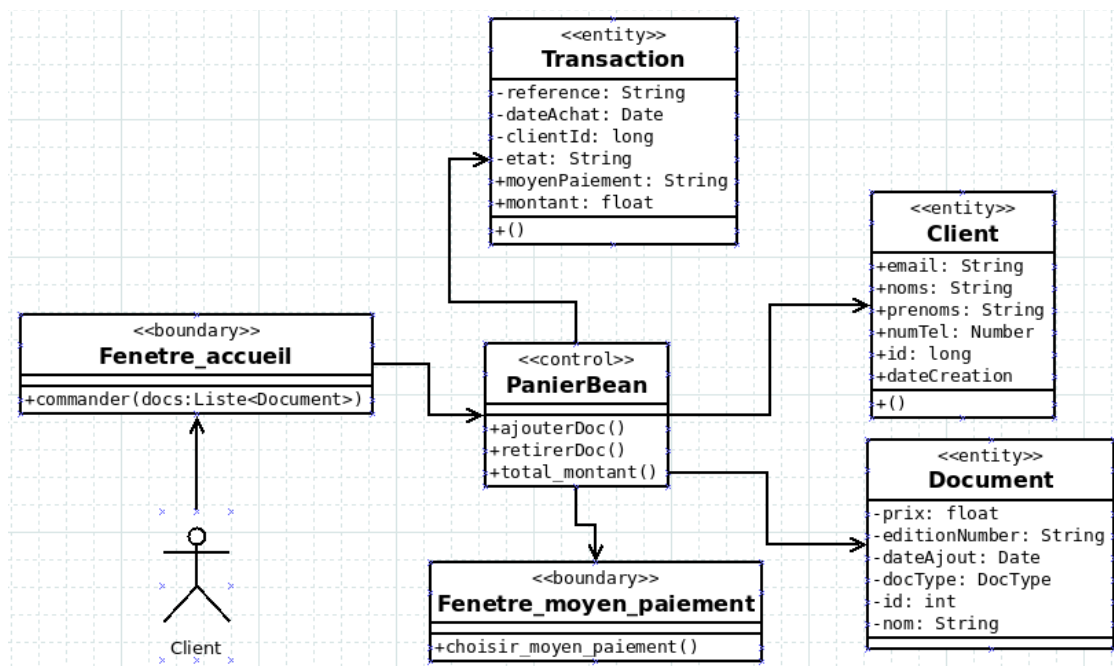 <<entity>>
Transaction
-reference: String
-dateAchat: Date
-clientId: long
-etat: String
+moyenPaiement: String
+montant: float
+()
<<entity>>
Client
+email: String
+noms: String
+prenoms: String
+numTel: Number
+id: long
+dateCreation
+()
<<boundary>>
Fenetre_accueil
+commander(docs:Liste<Document>)
<<control>>
PanierBean
+ajouterDoc()
+retirerDoc()
+total_montant()
<<entity>>
Document
-prix: float
-editionNumber: String
-dateAjout: Date
-docType: DocType
-id: int
-nom: String
<<boundary>>
Fenetre_moyen_paiement
+choisir_moyen_paiement()
Client